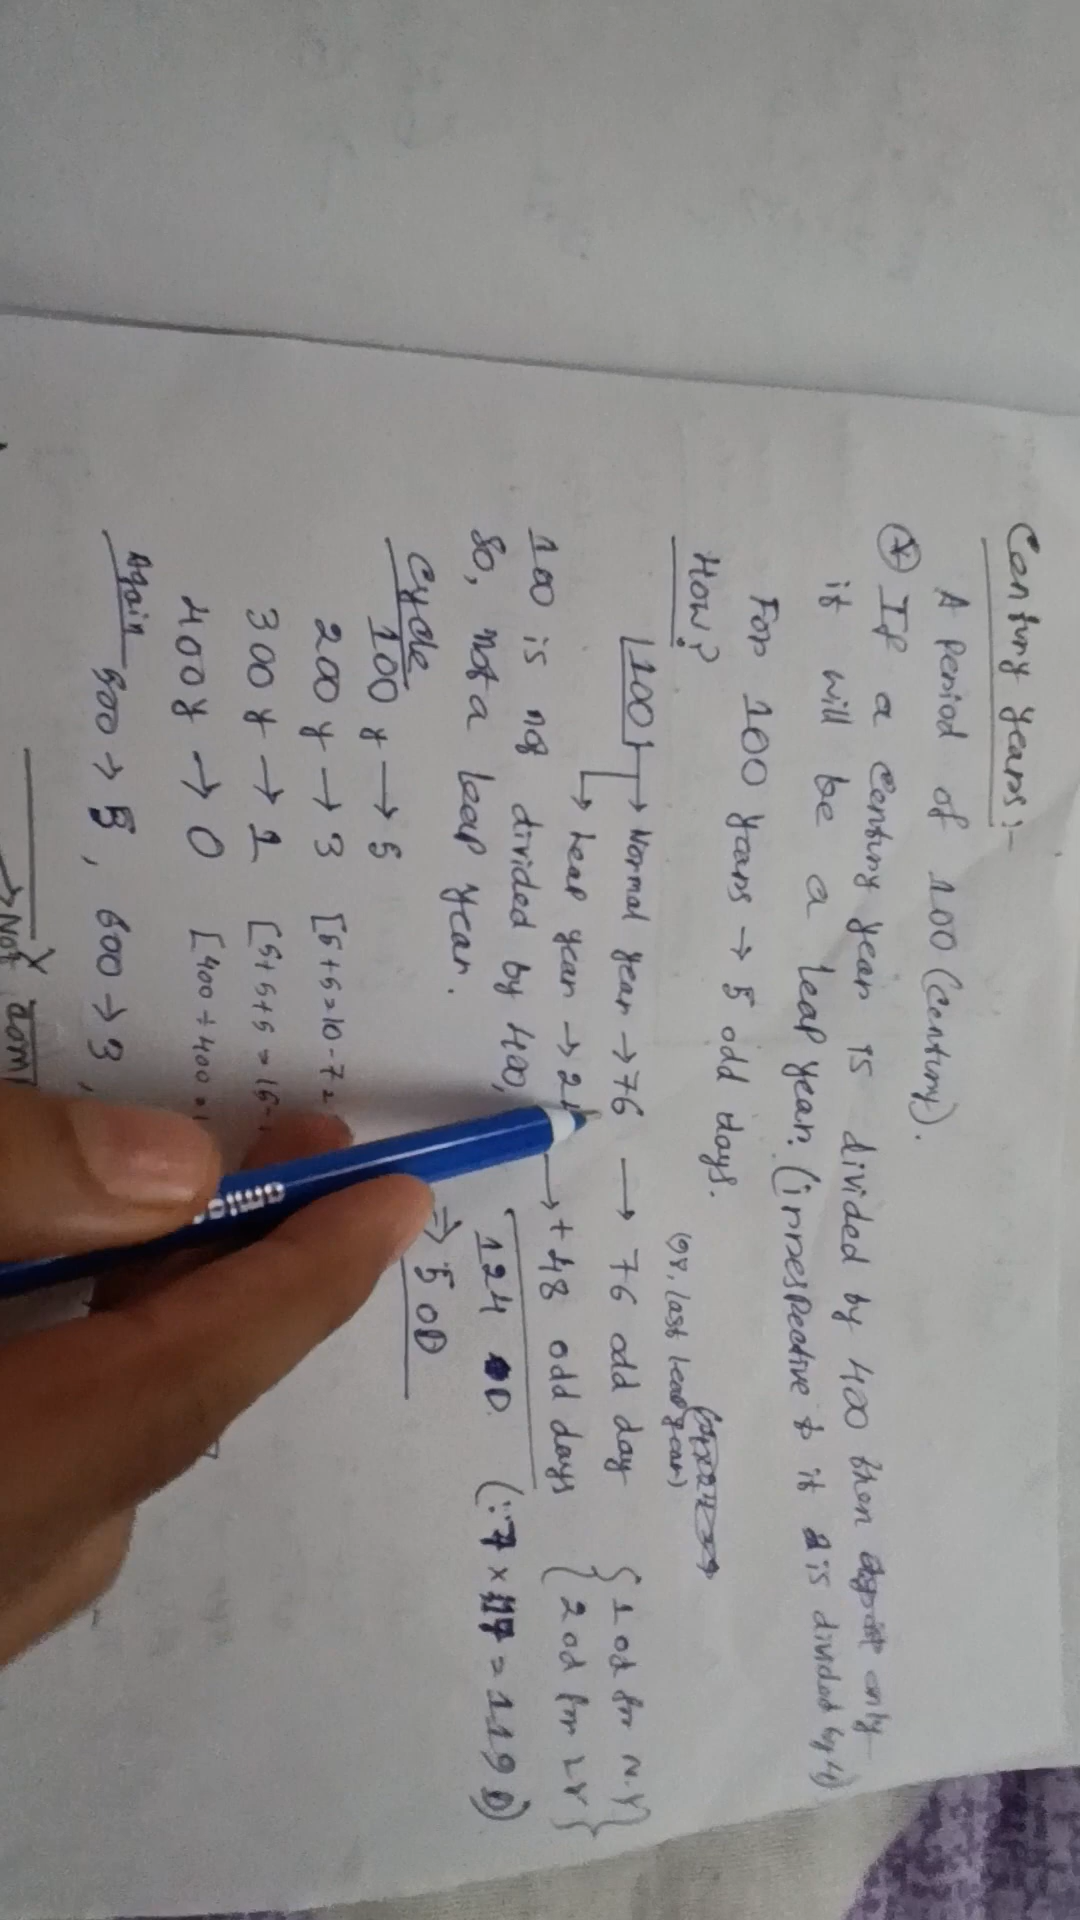 Century years:-
A Period of 100 (Century).
* If a Century year is divided by 400 then only
it will be a leap year. (irrespective it is divided by 4)
For 100 years → 5 odd days.
How?
(98, last leap year)
100 → Normal year → 76 → 76 odd day {1 od for N.Y}
→ Leap year → 24 → + 48 odd days {2 od for LY}
100 is not divided by 400, 124 OD. (∵ 7 × 17 = 119 D)
So, not a leap year. ⇒ 5 OD
Cycle
100 y → 5
200 y → 3 [5+5=10-7=
300 y → 1 [5+5+5=15-
400 y → 0 [400÷400=1
Again 500 → 5, 600 → 3,
→ Not
amie